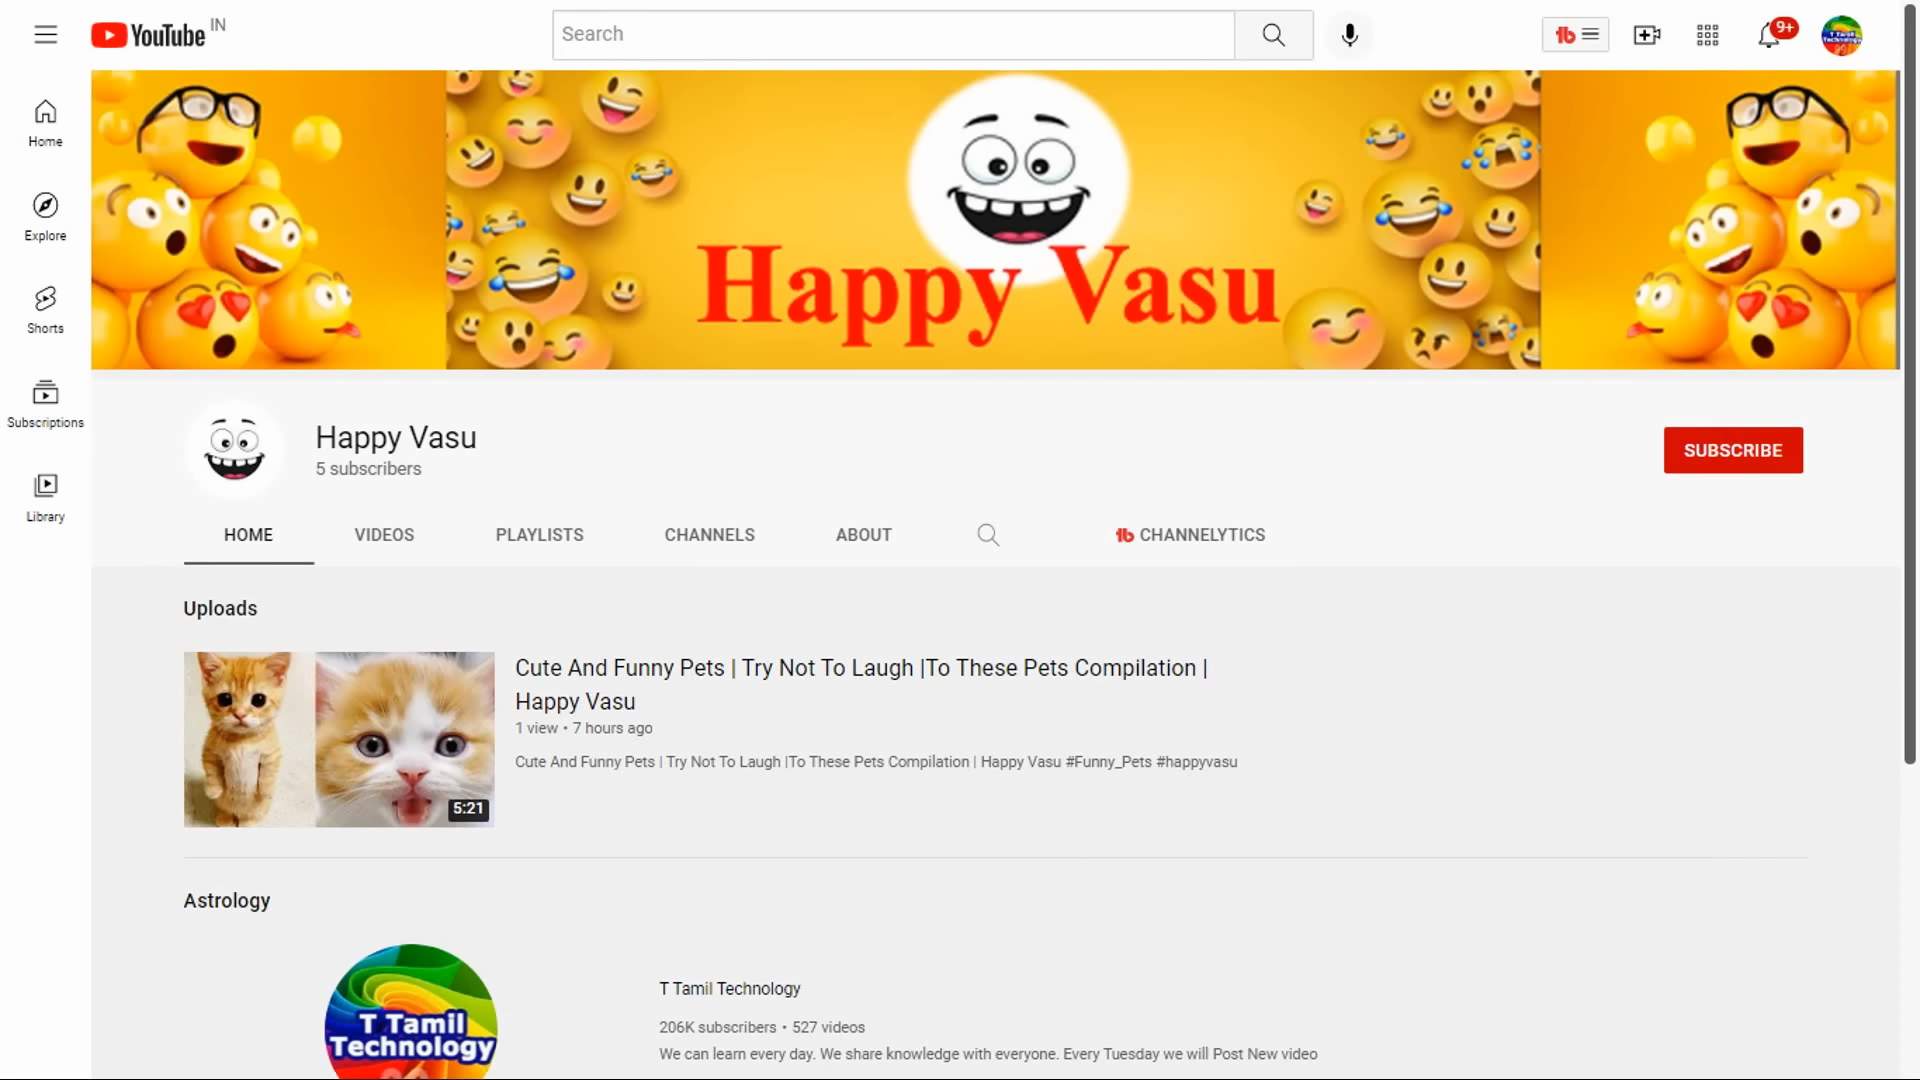 YouTube IN
Search
9+
Home
Explore
Shorts
Subscriptions
Library
Happy Vasu
Happy Vasu
5 subscribers
SUBSCRIBE
HOME VIDEOS PLAYLISTS CHANNELS ABOUT CHANNELYTICS
Uploads
Cute And Funny Pets | Try Not To Laugh |To These Pets Compilation |
Happy Vasu
1 view • 7 hours ago
Cute And Funny Pets | Try Not To Laugh |To These Pets Compilation | Happy Vasu #Funny_Pets #happyvasu
5:21
Astrology
T Tamil
Technology
T Tamil Technology
206K subscribers • 527 videos
We can learn every day. We share knowledge with everyone. Every Tuesday we will Post New video